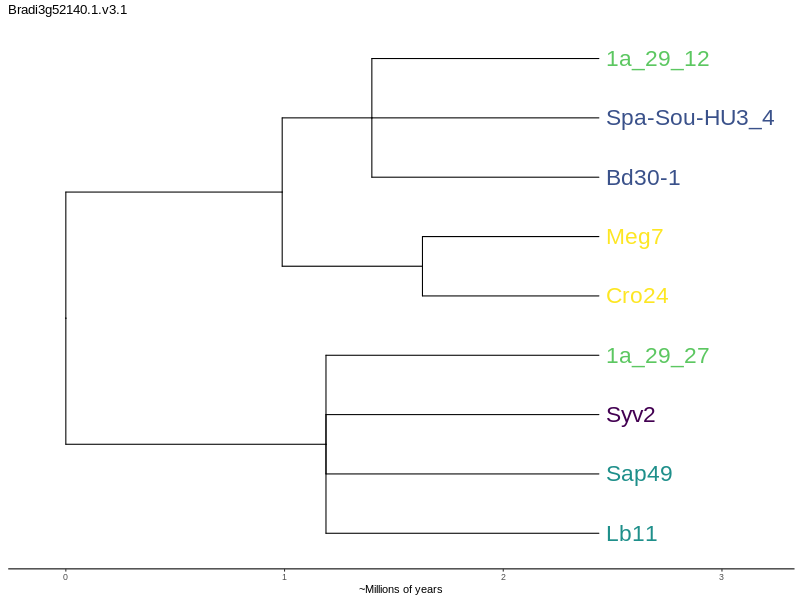 Bradi3g52140.1.v3.1
1a_29_12
Spa-Sou-HU3_4
Bd30-1
Meg7
Cro24
1a_29_27
Syv2
Sap49
Lb11
0 1 2 3
~Millions of years